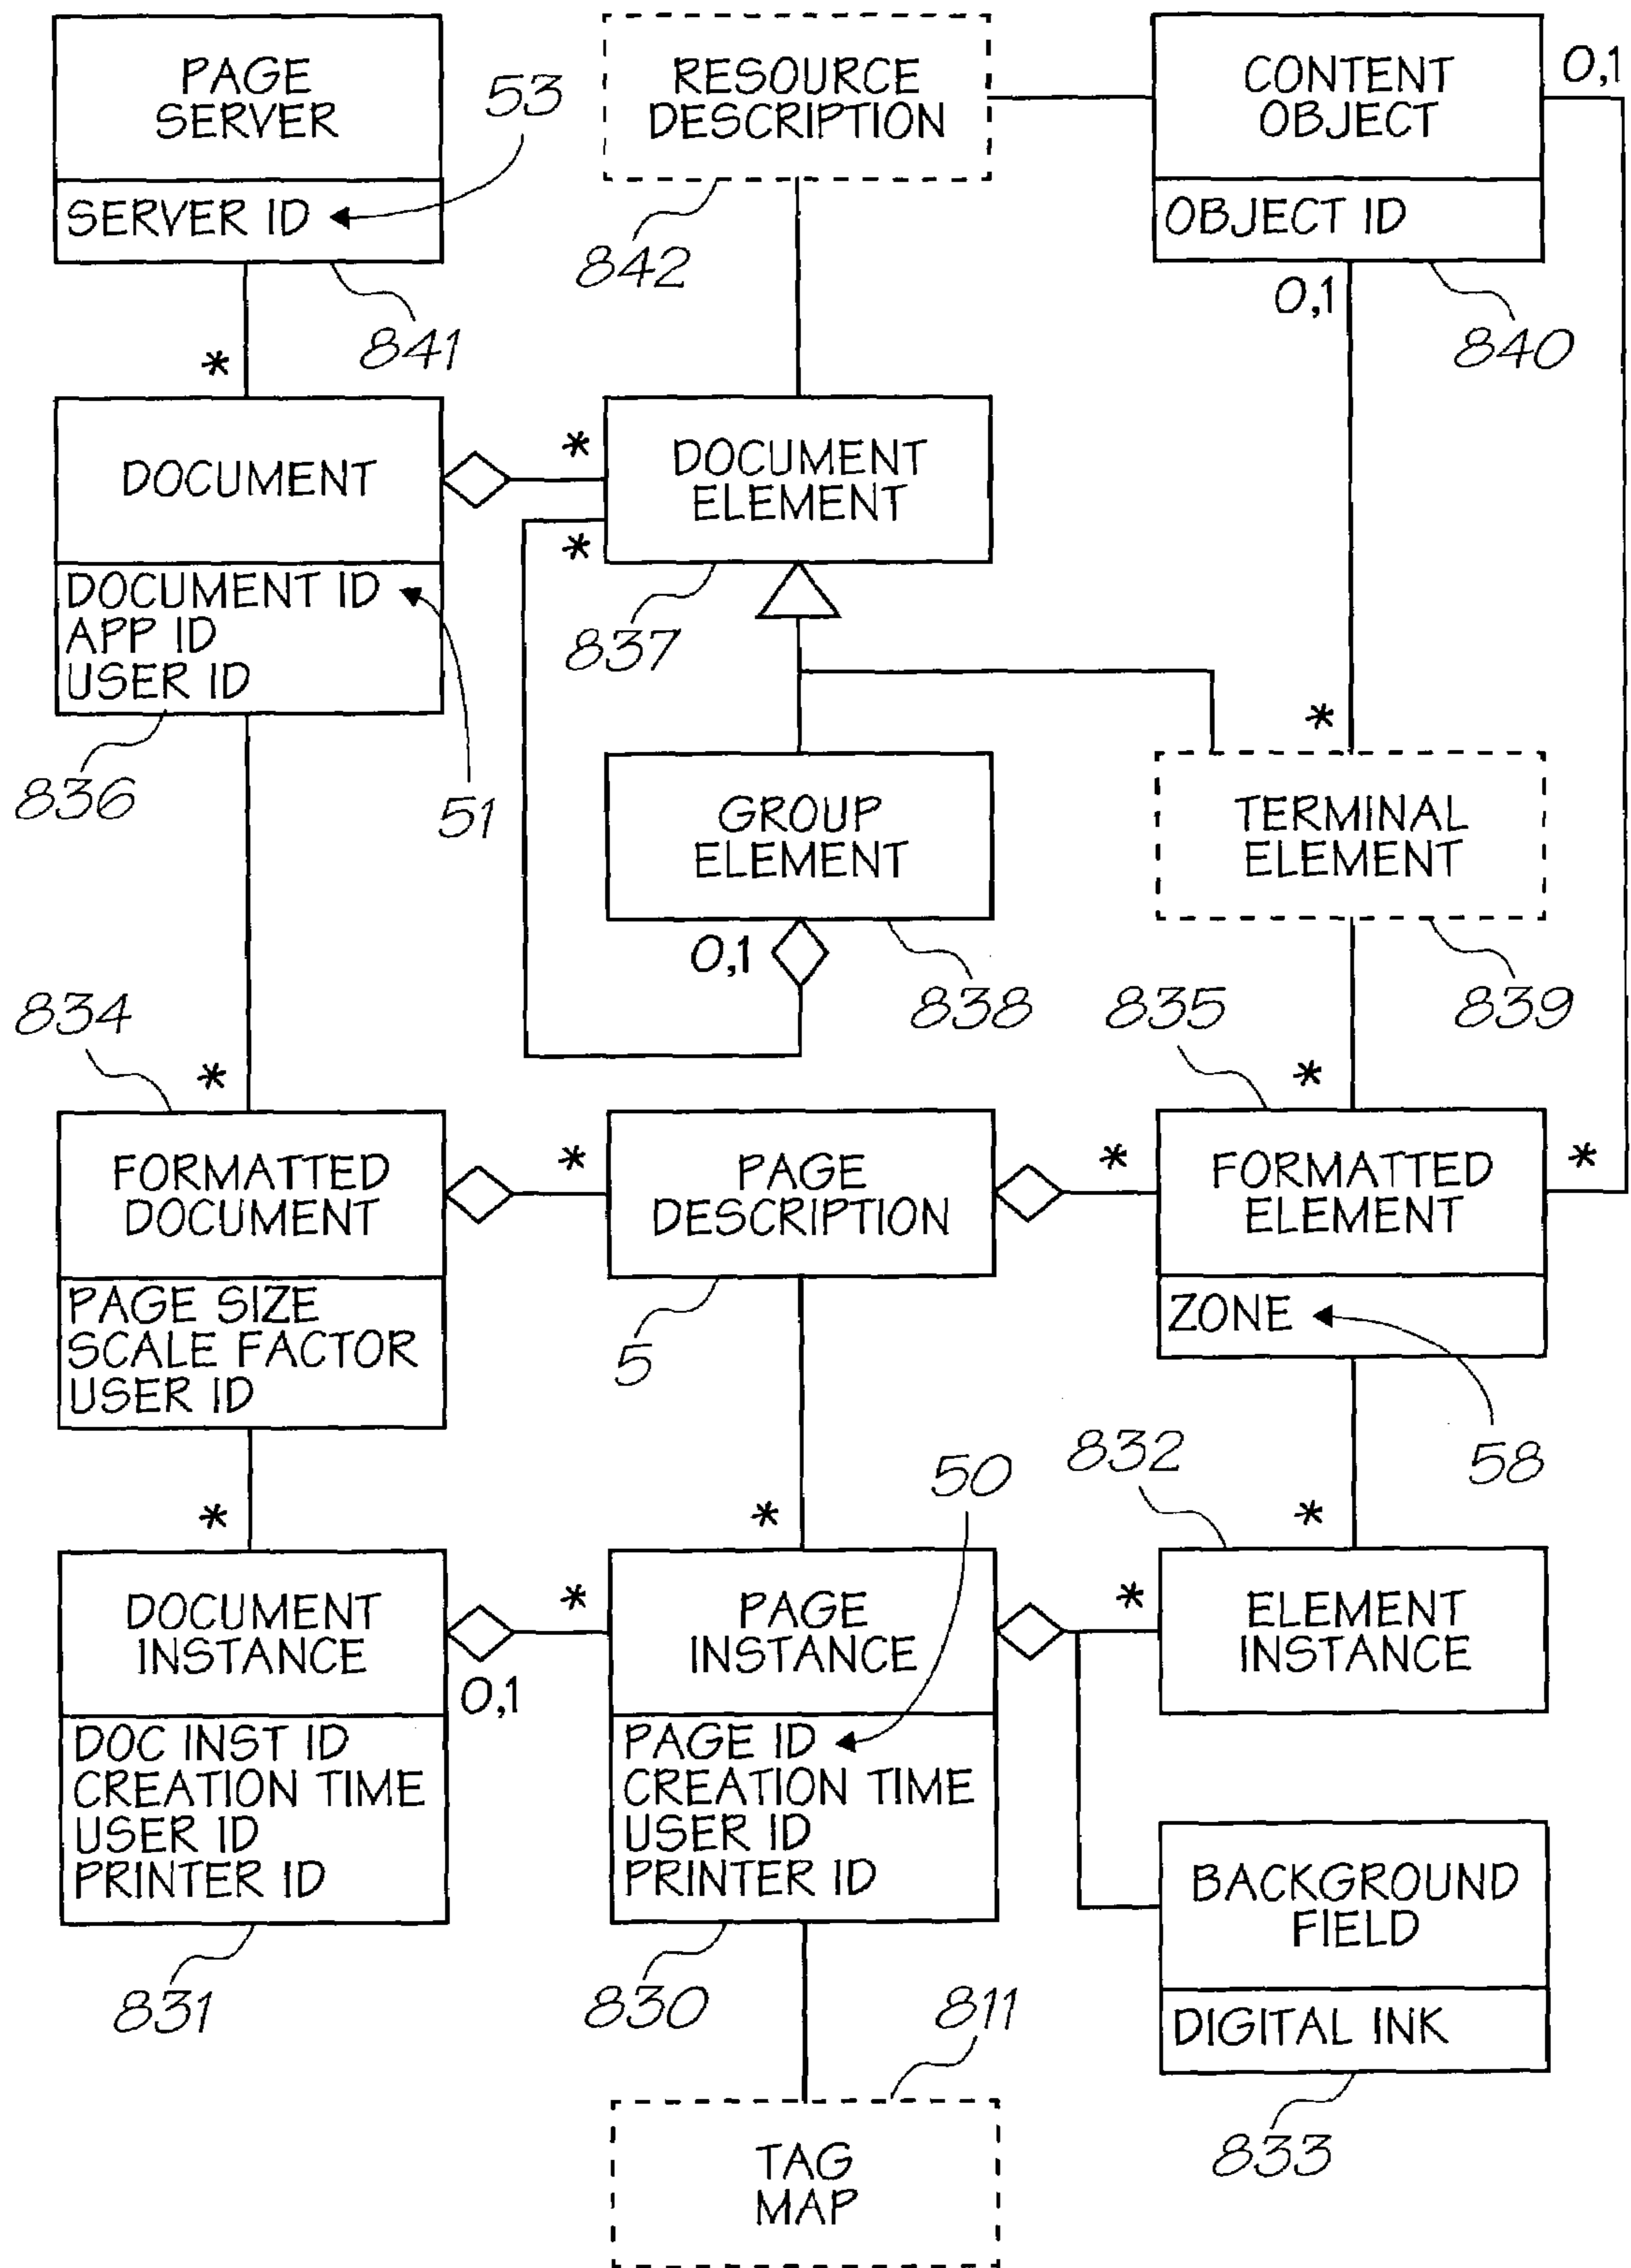 PAGE
SERVER
SERVER ID
53
841
RESOURCE
DESCRIPTION
842
CONTENT
OBJECT
OBJECT ID
0,1
0,1
840
*
DOCUMENT
DOCUMENT ID
APP ID
USER ID
836
51
*
*
DOCUMENT
ELEMENT
837
GROUP
ELEMENT
0,1
838
*
TERMINAL
ELEMENT
839
834
*
FORMATTED
DOCUMENT
PAGE SIZE
SCALE FACTOR
USER ID
*
PAGE
DESCRIPTION
5
835
*
*
*
FORMATTED
ELEMENT
ZONE
58
*
DOCUMENT
INSTANCE
DOC INST ID
CREATION TIME
USER ID
PRINTER ID
831
0,1
*
*
50
PAGE
INSTANCE
PAGE ID
CREATION TIME
USER ID
PRINTER ID
830
832
*
*
ELEMENT
INSTANCE
BACKGROUND
FIELD
DIGITAL INK
833
811
TAG
MAP